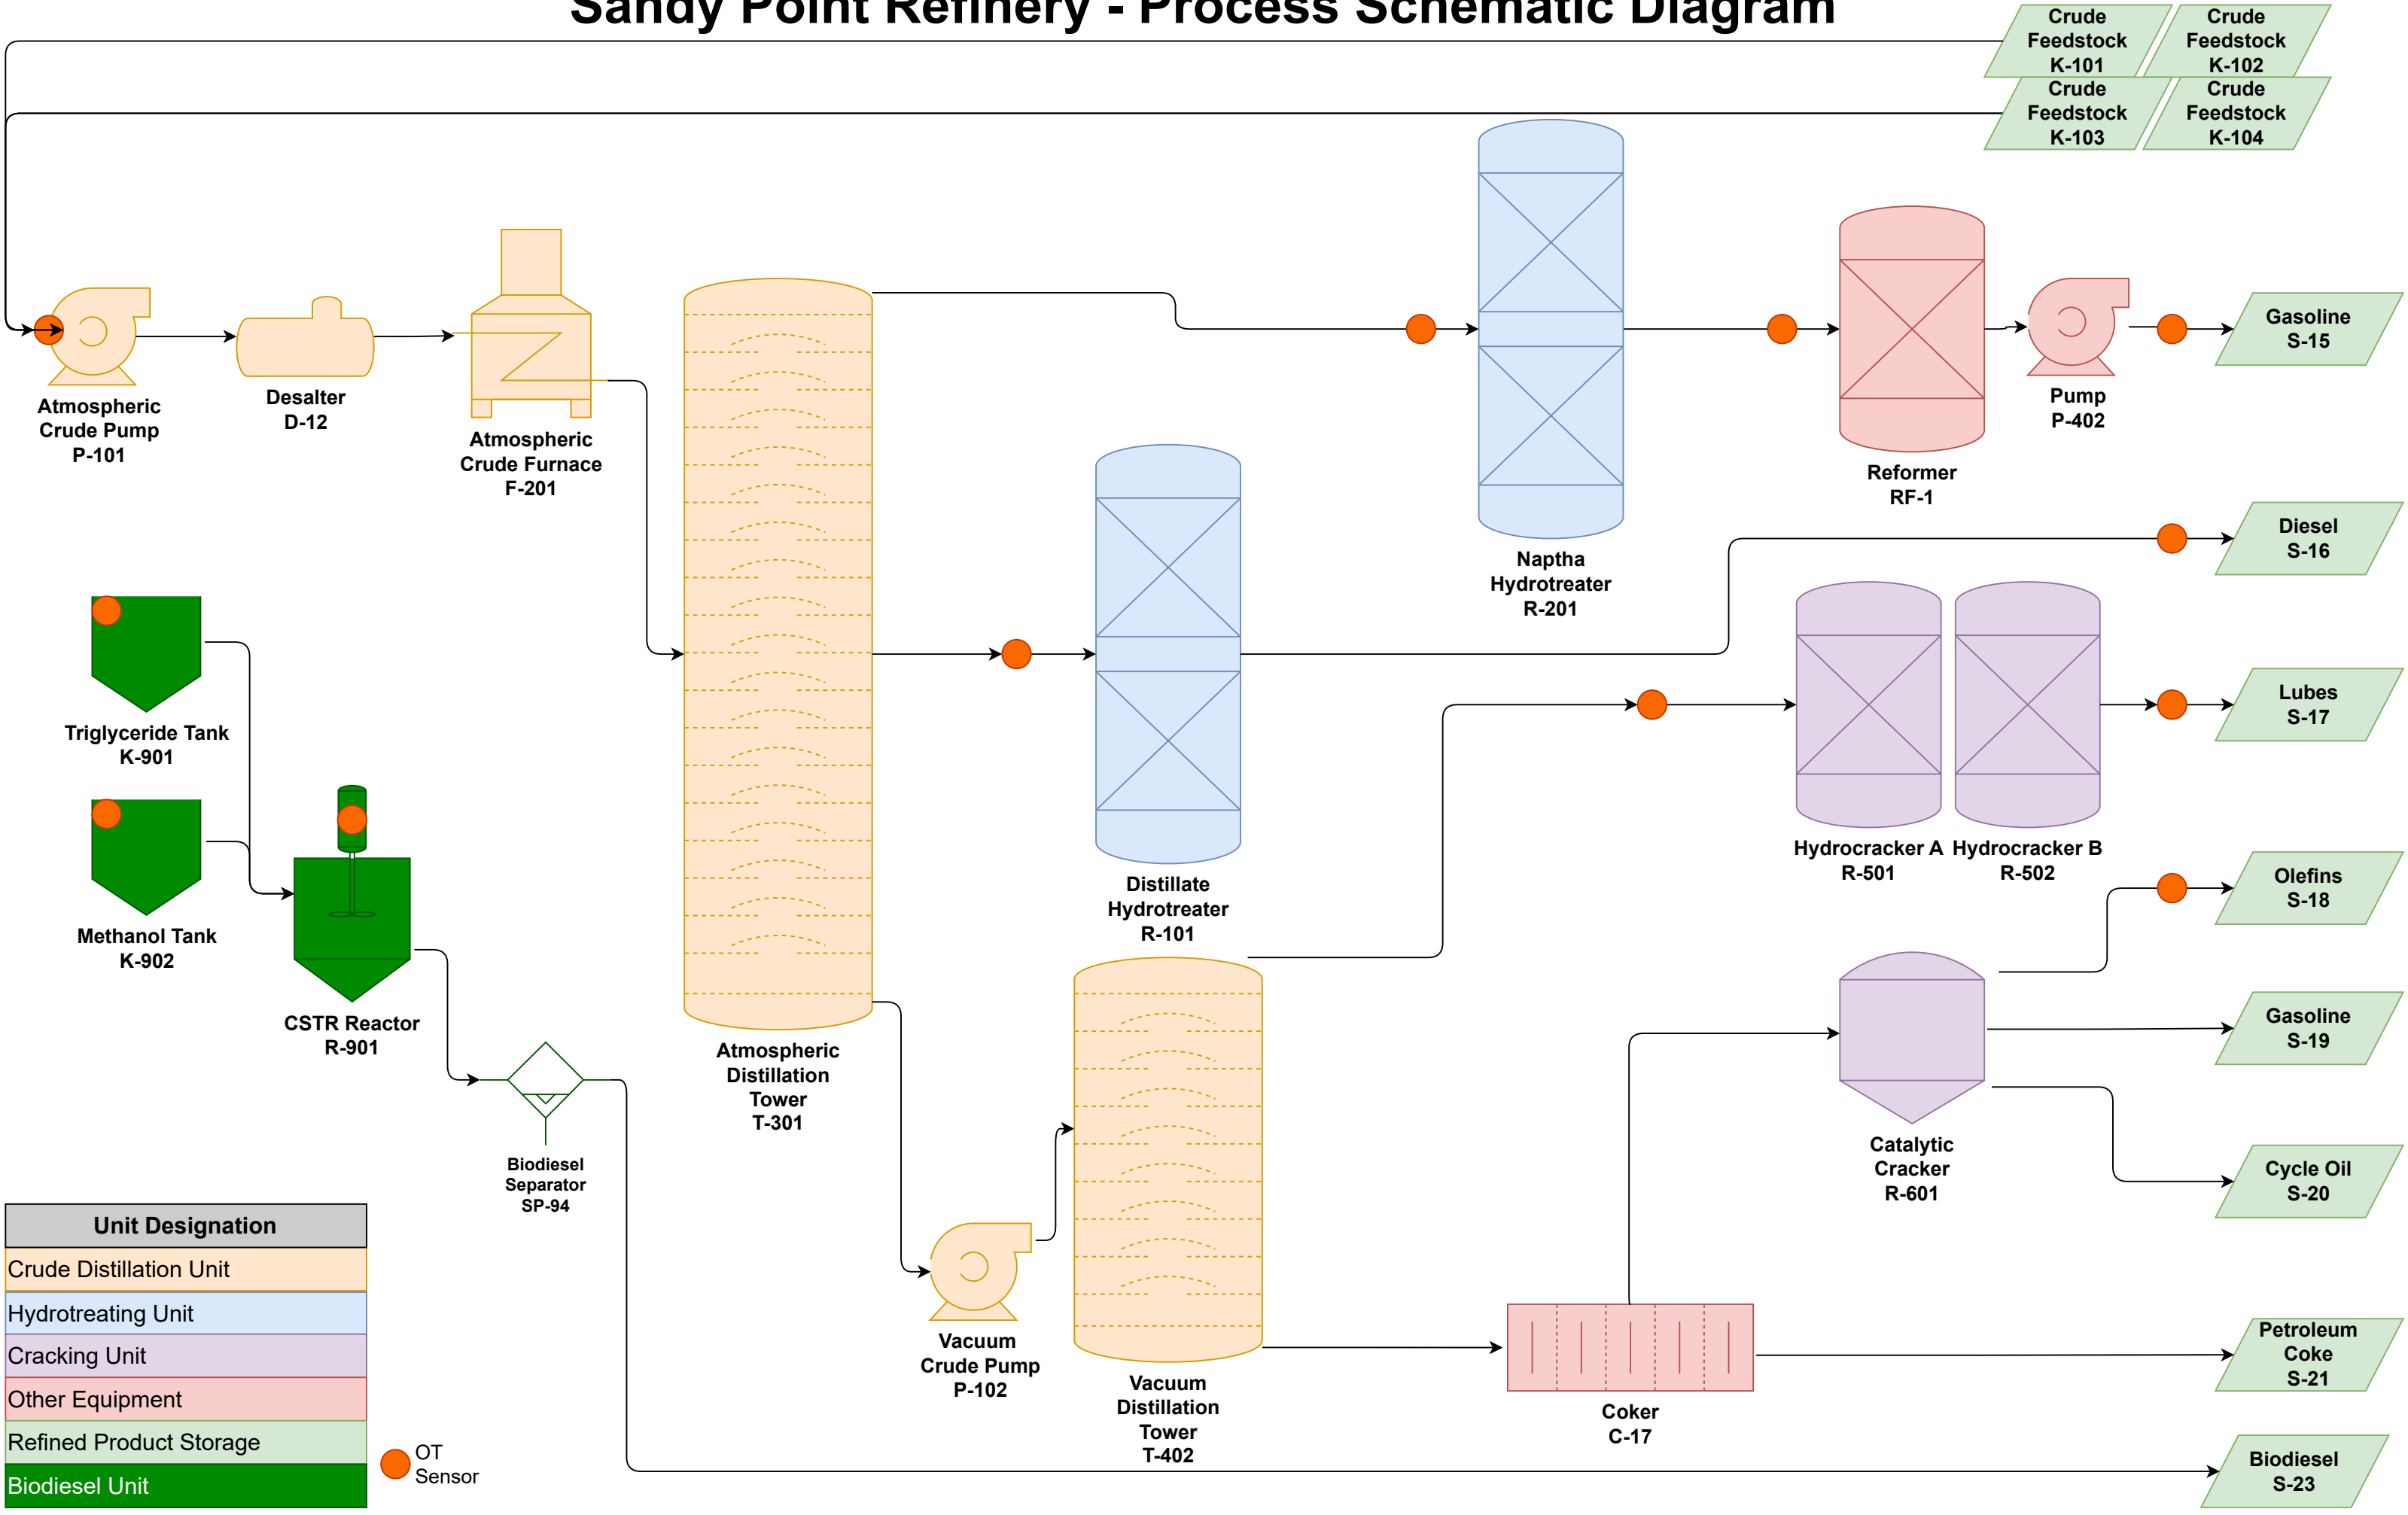 Sandy Point Refinery - Process Schematic Diagram
Crude
Feedstock
K-101
Crude
Feedstock
K-102
Crude
Feedstock
K-103
Crude
Feedstock
K-104
Atmospheric
Crude Pump
P-101
Desalter
D-12
Atmospheric
Crude Furnace
F-201
Naptha
Hydrotreater
R-201
Reformer
RF-1
Pump
P-402
Gasoline
S-15
Diesel
S-16
Triglyceride Tank
K-901
Methanol Tank
K-902
CSTR Reactor
R-901
Biodiesel
Separator
SP-94
Atmospheric
Distillation
Tower
T-301
Distillate
Hydrotreater
R-101
Hydrocracker A
R-501
Hydrocracker B
R-502
Lubes
S-17
Olefins
S-18
Gasoline
S-19
Catalytic
Cracker
R-601
Cycle Oil
S-20
Vacuum
Crude Pump
P-102
Vacuum
Distillation
Tower
T-402
Coker
C-17
Petroleum
Coke
S-21
Biodiesel
S-23
Unit Designation
Crude Distillation Unit
Hydrotreating Unit
Cracking Unit
Other Equipment
Refined Product Storage
Biodiesel Unit
OT
Sensor